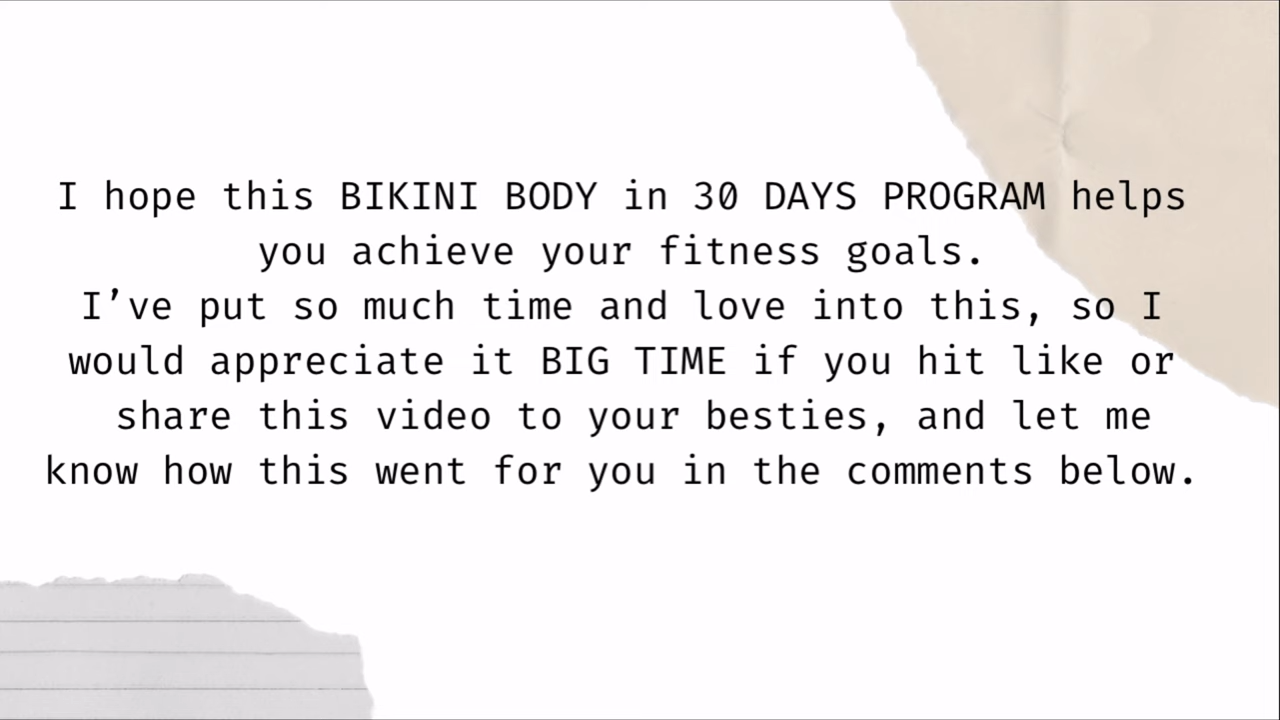 I hope this BIKINI BODY in 30 DAYS PROGRAM helps
you achieve your fitness goals.
I’ve put so much time and love into this, so I
would appreciate it BIG TIME if you hit like or
share this video to your besties, and let me
know how this went for you in the comments below.